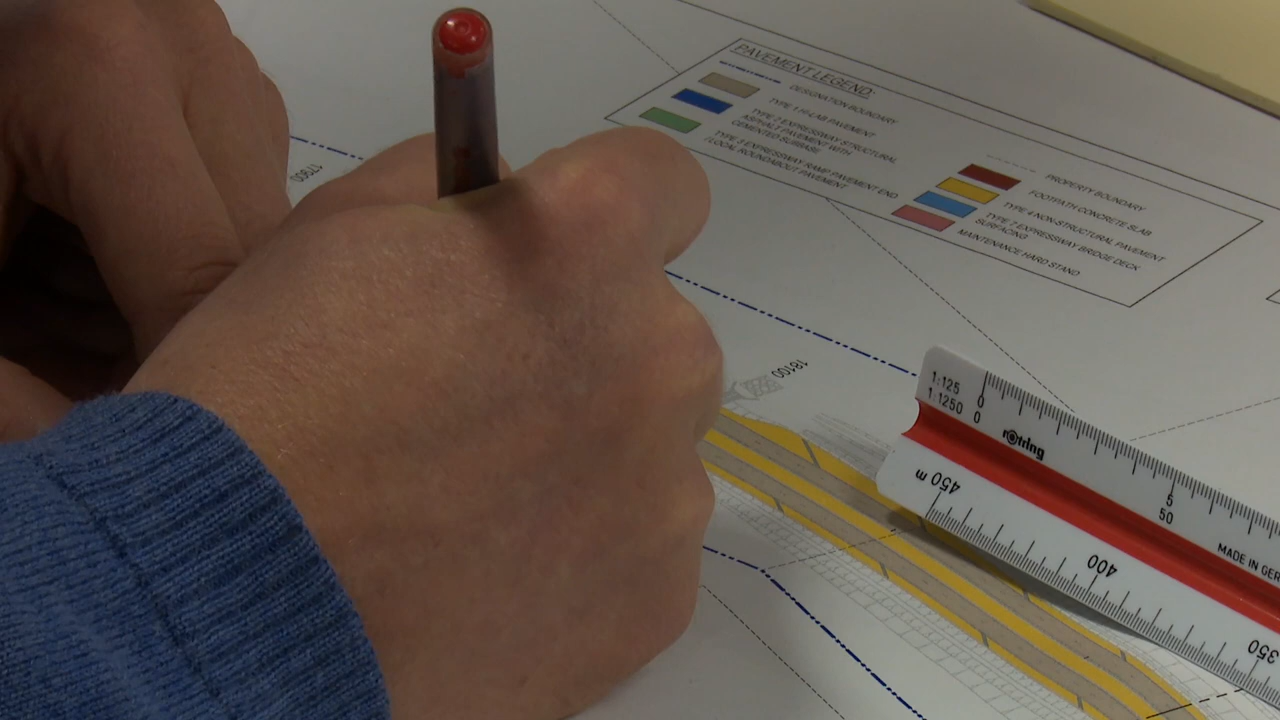 PAVEMENT LEGEND:
DESIGNATION BOUNDARY
TYPE 1 HI-LAB PAVEMENT
TYPE 2 EXPRESSWAY STRUCTURAL
ASPHALT PAVEMENT WITH
CEMENTED SUBBASE
TYPE 3 EXPRESSWAY RAMP PAVEMENT END
/ LOCAL ROUNDABOUT PAVEMENT
PROPERTY BOUNDARY
FOOTPATH CONCRETE SLAB
TYPE 4 NON-STRUCTURAL PAVEMENT
TYPE 7 EXPRESSWAY BRIDGE DECK
SURFACING
MAINTENANCE HARD STAND
18100
1:125 0
1:1250 0
rotring
5
50
MADE IN GER
450 m
400
350